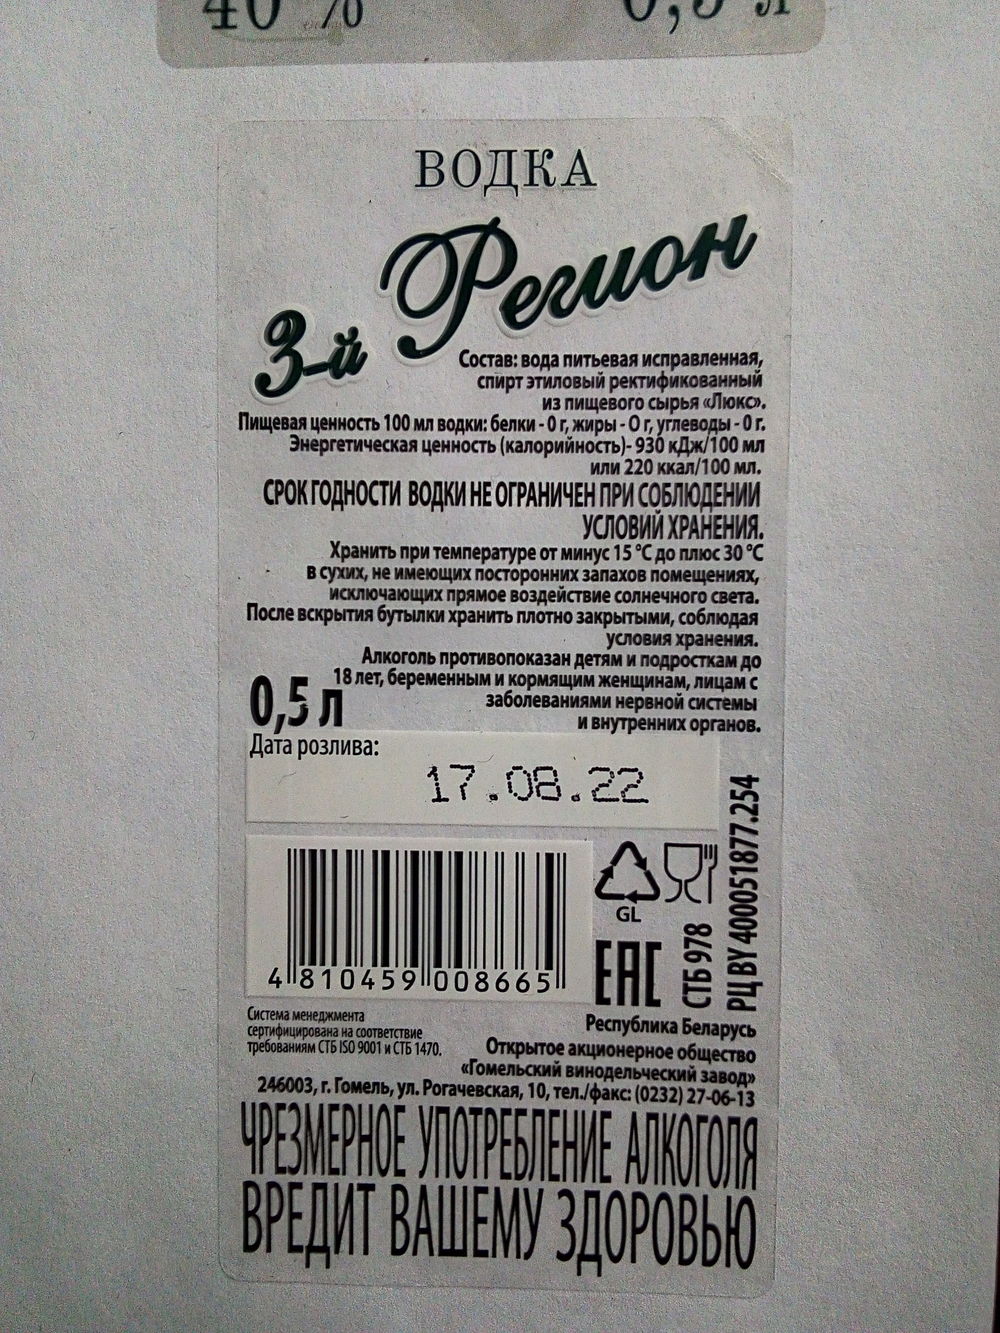 40 %
0,5 л
ВОДКА
3-й Регион
Состав: вода питьевая исправленная,
спирт этиловый ректификованный
из пищевого сырья «Люкс».
Пищевая ценность 100 мл водки: белки - 0 г, жиры - 0 г, углеводы - 0 г.
Энергетическая ценность (калорийность)- 930 кДж/100 мл
или 220 ккал/100 мл.
СРОК ГОДНОСТИ ВОДКИ НЕ ОГРАНИЧЕН ПРИ СОБЛЮДЕНИИ
УСЛОВИЙ ХРАНЕНИЯ.
Хранить при температуре от минус 15 °С до плюс 30 °С
в сухих, не имеющих посторонних запахов помещениях,
исключающих прямое воздействие солнечного света.
После вскрытия бутылки хранить плотно закрытыми, соблюдая
условия хранения.
Алкоголь противопоказан детям и подросткам до
18 лет, беременным и кормящим женщинам, лицам с
заболеваниями нервной системы
и внутренних органов.
0,5 л
Дата розлива:
17.08.22
4 810459 008665
GL
EAC
СТБ 978
РЦ BY 400051877.254
Система менеджмента
сертифицирована на соответствие
требованиям СТБ ISO 9001 и СТБ 1470.
Республика Беларусь
Открытое акционерное общество
«Гомельский винодельческий завод»
246003, г. Гомель, ул. Рогачевская, 10, тел./факс: (0232) 27-06-13
ЧРЕЗМЕРНОЕ УПОТРЕБЛЕНИЕ АЛКОГОЛЯ
ВРЕДИТ ВАШЕМУ ЗДОРОВЬЮ